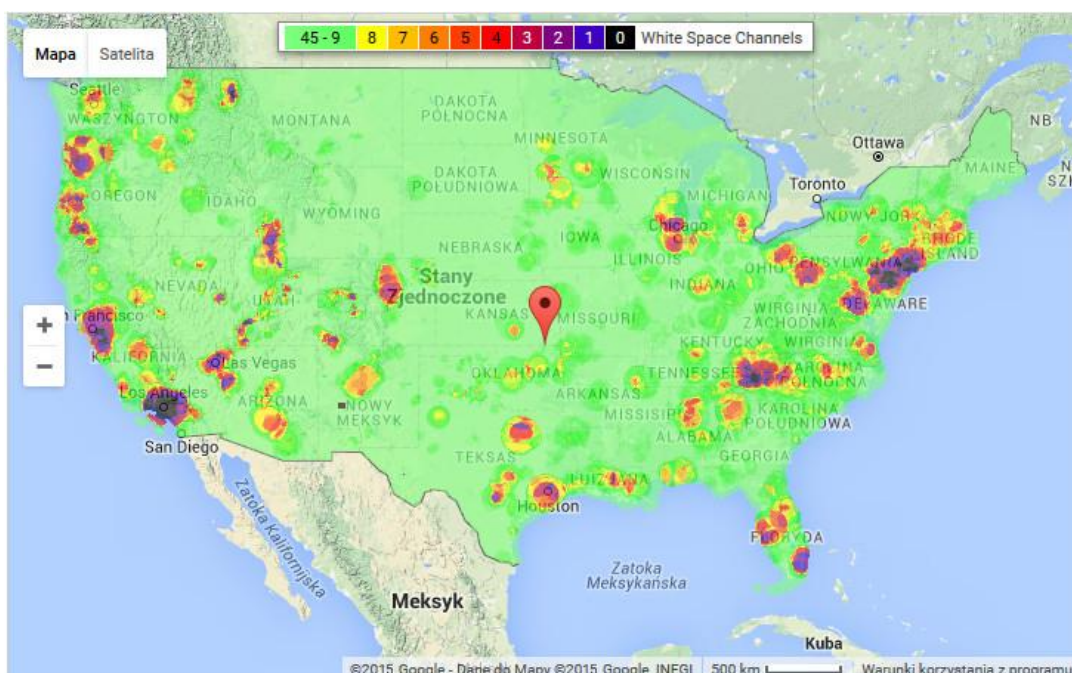 45 - 9 8 7 6 5 4 3 2 1 0 White Space Channels
Mapa Satelita
Seattle
WASZYNGTON
MONTANA
DAKOTA
PÓŁNOCNA
MINNESOTA
Ottawa
NB
MAINE
OREGON
IDAHO
DAKOTA
POŁUDNIOWA
WISCONSIN
MICHIGAN
Toronto
NOWY JORK
WYOMING
Chicago
RHODE
ISLAND
NEBRASKA
IOWA
ILLINOIS
OHIO
PENSYLWANIA
NEVADA
UTAH
Stany
Zjednoczone
INDIANA
DELAWARE
+
KANSAS
MISSOURI
WIRGINIA
ZACHODNIA
n Francisco
KENTUCKY
WIRGINIA
KALIFORNIA
Las Vegas
−
OKLAHOMA
TENNESSEE
KAROLINA
PÓŁNOCNA
Los Angeles
ARIZONA
NOWY
MEKSYK
ARKANSAS
MISSISIPI
KAROLINA
POŁUDNIOWA
San Diego
ALABAMA
TEKSAS
GEORGIA
LUIZJANA
Houston
FLORYDA
Zatoka Kalifornijska
Zatoka
Meksykańska
Meksyk
Kuba
©2015 Google - Dane do Mapy ©2015 Google, INEGI 500 km Warunki korzystania z programu